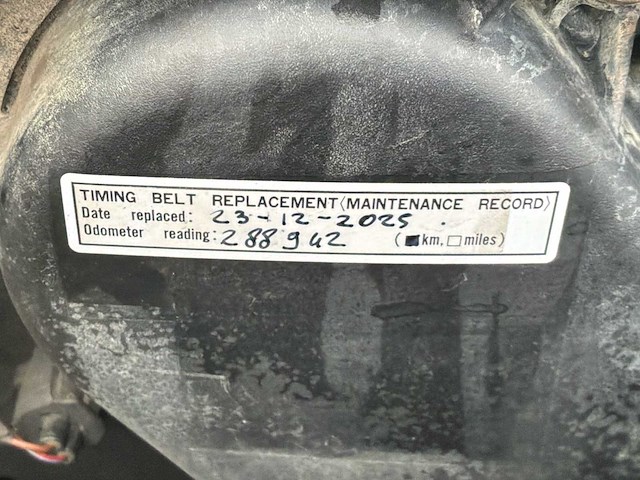 TIMING BELT REPLACEMENT (MAINTENANCE RECORD)
Date replaced: 23-12-2025.
Odometer reading: 288942 (■km, □miles)